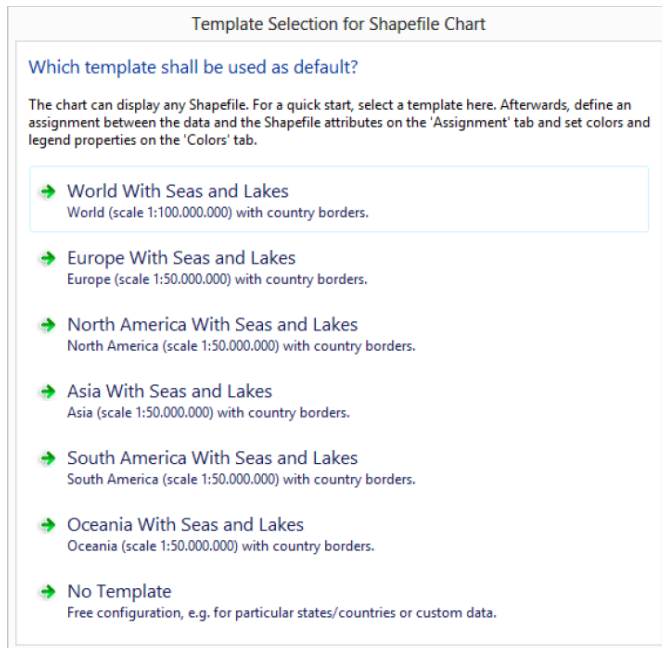 Template Selection for Shapefile Chart
Which template shall be used as default?
The chart can display any Shapefile. For a quick start, select a template here. Afterwards, define an
assignment between the data and the Shapefile attributes on the 'Assignment' tab and set colors and
legend properties on the 'Colors' tab.
World With Seas and Lakes
World (scale 1:100.000.000) with country borders.
Europe With Seas and Lakes
Europe (scale 1:50.000.000) with country borders.
North America With Seas and Lakes
North America (scale 1:50.000.000) with country borders.
Asia With Seas and Lakes
Asia (scale 1:50.000.000) with country borders.
South America With Seas and Lakes
South America (scale 1:50.000.000) with country borders.
Oceania With Seas and Lakes
Oceania (scale 1:50.000.000) with country borders.
No Template
Free configuration, e.g. for particular states/countries or custom data.